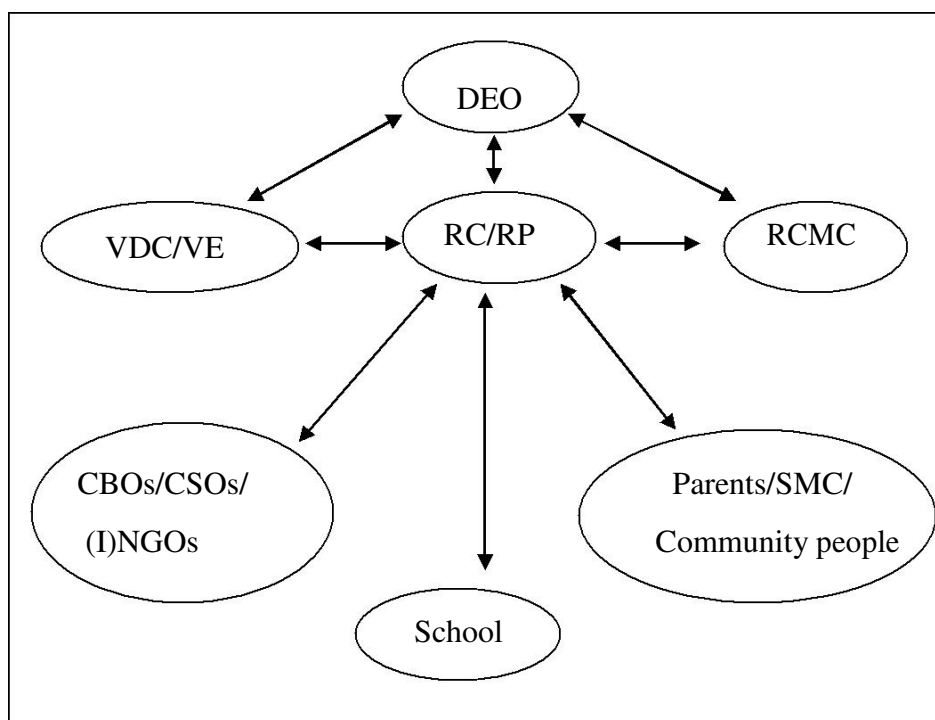 DEO
VDC/VE
RC/RP
RCMC
CBOs/CSOs/
(I)NGOs
Parents/SMC/
Community people
School